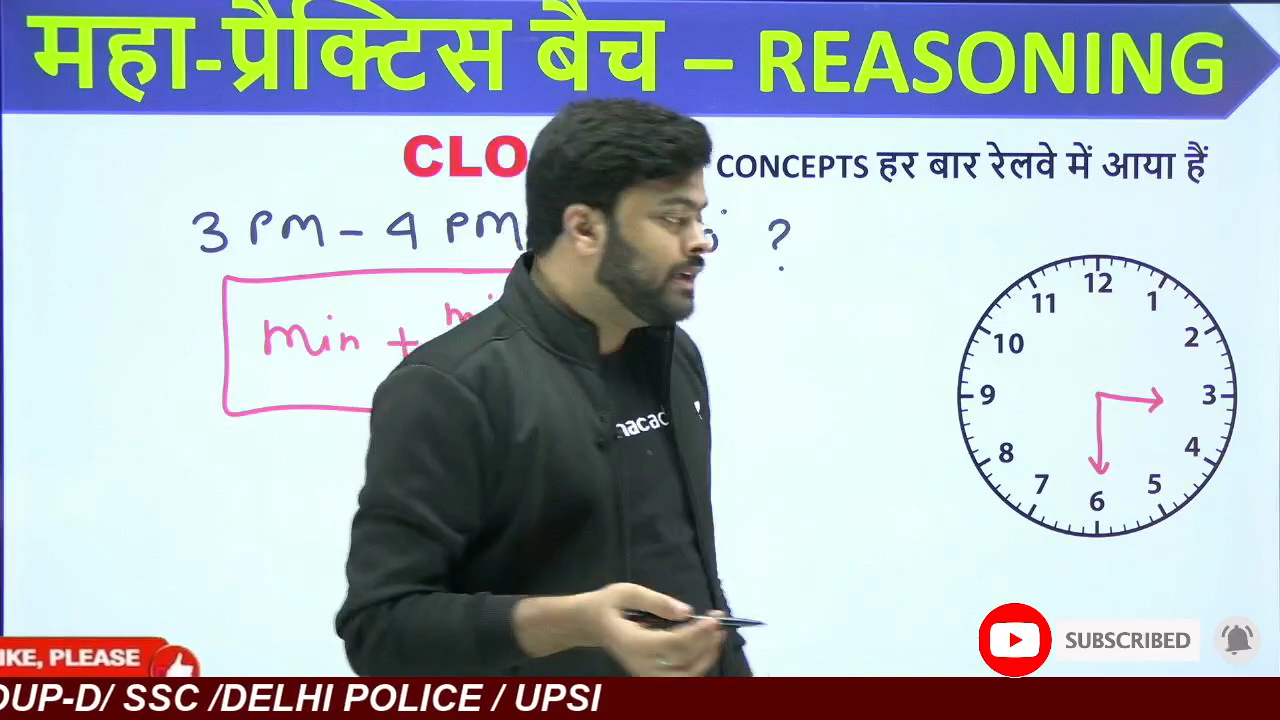 महा-प्रैक्टिस बैच – REASONING
CLO
CONCEPTS हर बार रेलवे में आया हैं
3 PM - 4 PM ?
min +
12
11 1
10 2
9 3
8 4
7 5
6
nacad
IKE, PLEASE
SUBSCRIBED
OUP-D/ SSC /DELHI POLICE / UPSI